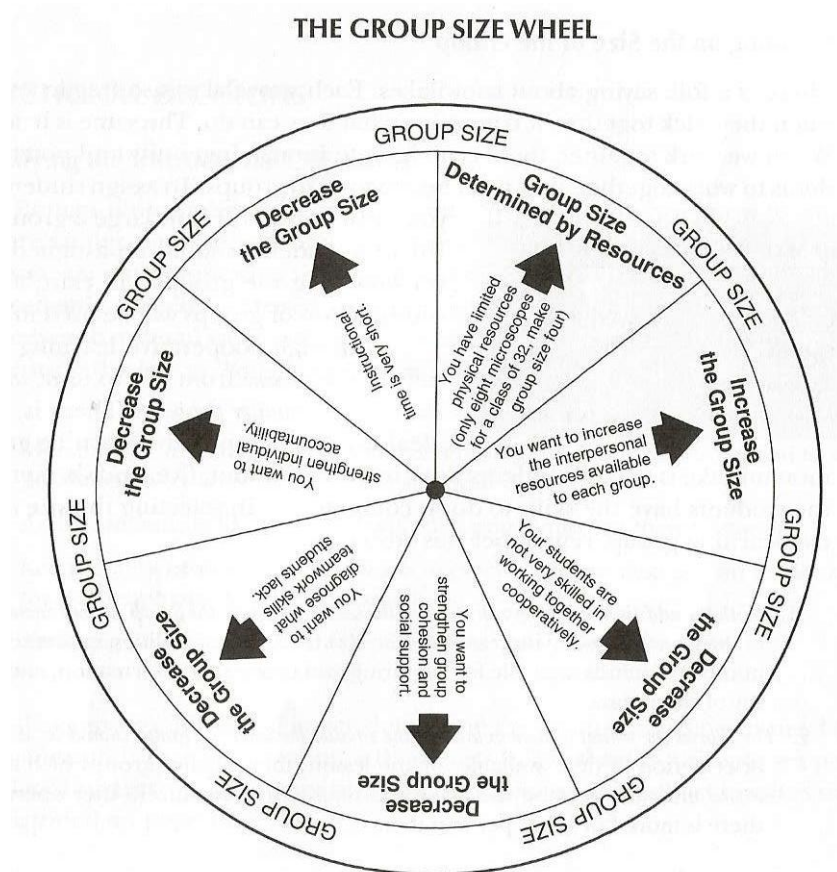 THE GROUP SIZE WHEEL
GROUP SIZE
Group Size
Determined by Resources
You have limited
physical resources
(only eight microscopes
for a class of 32, make
group size four)
GROUP SIZE
Increase
the Group Size
You want to increase
the interpersonal
resources available
to each group.
GROUP SIZE
Decrease
the Group Size
Your students are
not very skilled in
working together
cooperatively.
GROUP SIZE
Decrease
the Group Size
You want to
strengthen group
cohesion and
social support.
GROUP SIZE
Decrease
the Group Size
You want to
diagnose what
teamwork skills
students lack.
GROUP SIZE
Decrease
the Group Size
You want to
strengthen individual
accountability.
GROUP SIZE
Decrease
the Group Size
Instructional
time is very short.